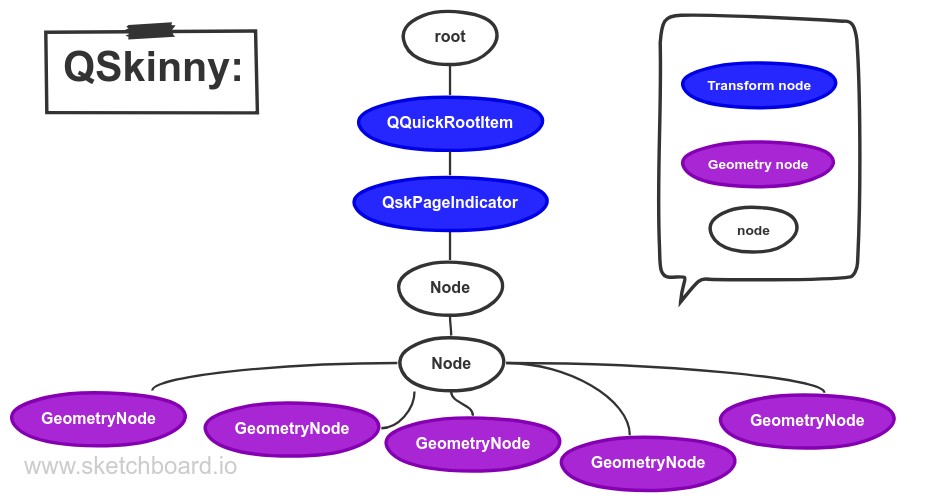 QSkinny:
root
QQuickRootItem
QskPageIndicator
Node
Node
GeometryNode
GeometryNode
GeometryNode
GeometryNode
GeometryNode
Transform node
Geometry node
node
www.sketchboard.io